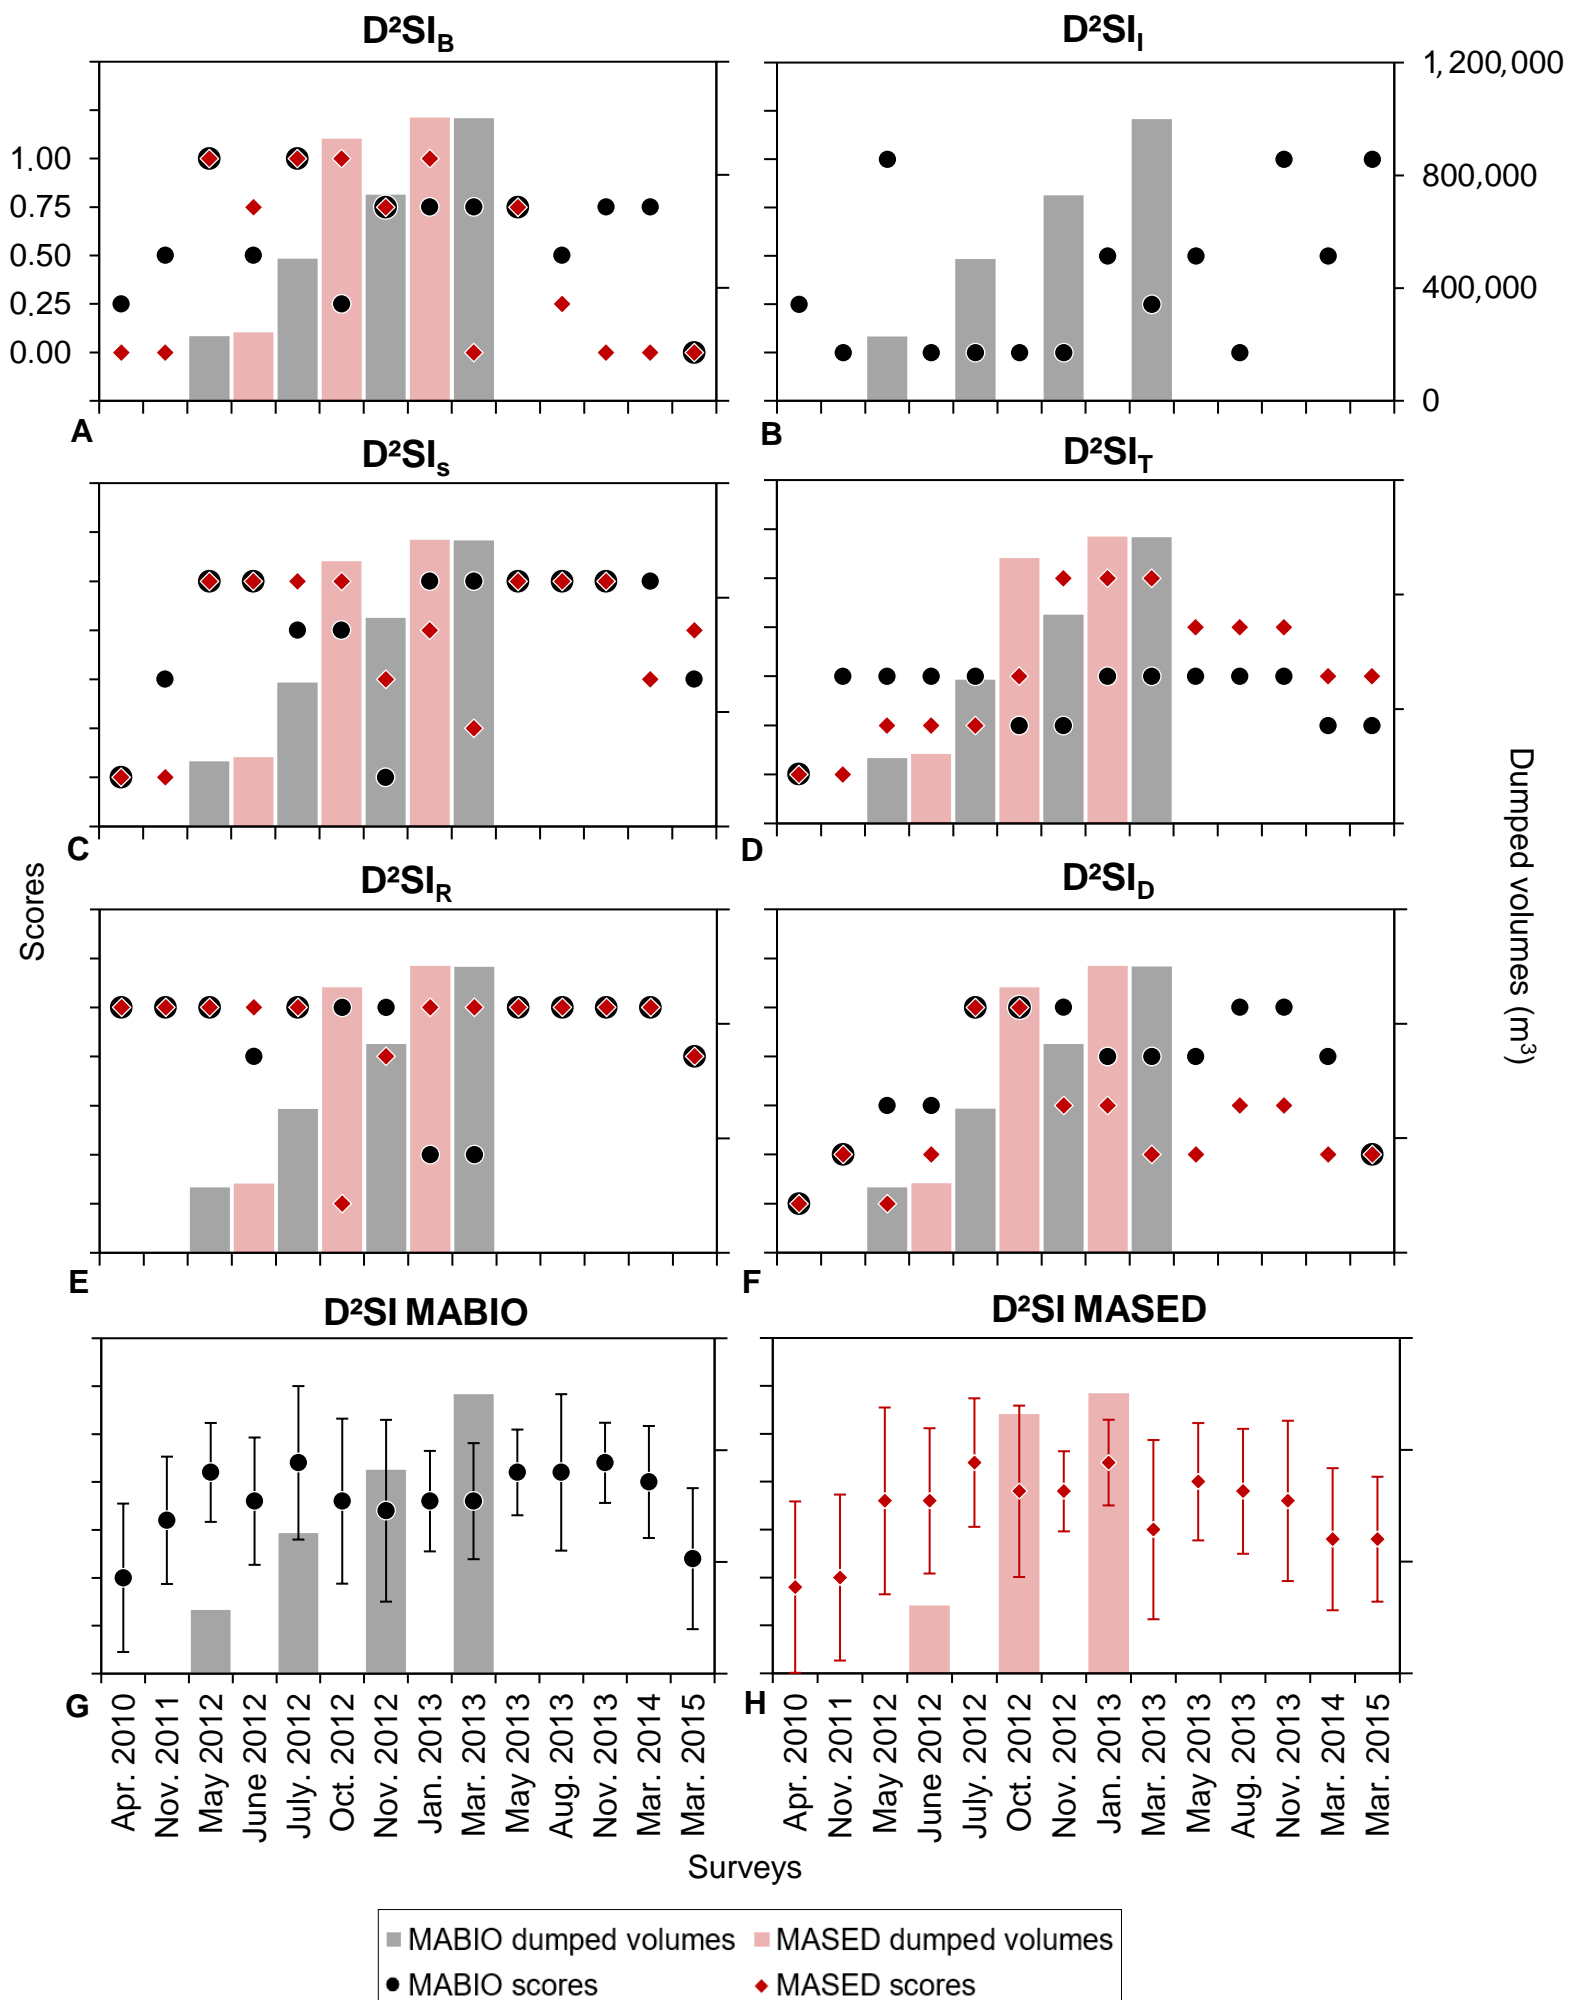 D²SI_B
D²SI_I
1.00
0.75
0.50
0.25
0.00
1,200,000
800,000
400,000
0
A
B
D²SI_s
D²SI_T
C
D
D²SI_R
D²SI_D
Scores
Dumped volumes (m³)
E
F
D²SI MABIO
D²SI MASED
G
H
Apr. 2010
Nov. 2011
May 2012
June 2012
July. 2012
Oct. 2012
Nov. 2012
Jan. 2013
Mar. 2013
May 2013
Aug. 2013
Nov. 2013
Mar. 2014
Mar. 2015
Apr. 2010
Nov. 2011
May 2012
June 2012
July. 2012
Oct. 2012
Nov. 2012
Jan. 2013
Mar. 2013
May 2013
Aug. 2013
Nov. 2013
Mar. 2014
Mar. 2015
Surveys
MABIO dumped volumes
MASED dumped volumes
MABIO scores
MASED scores